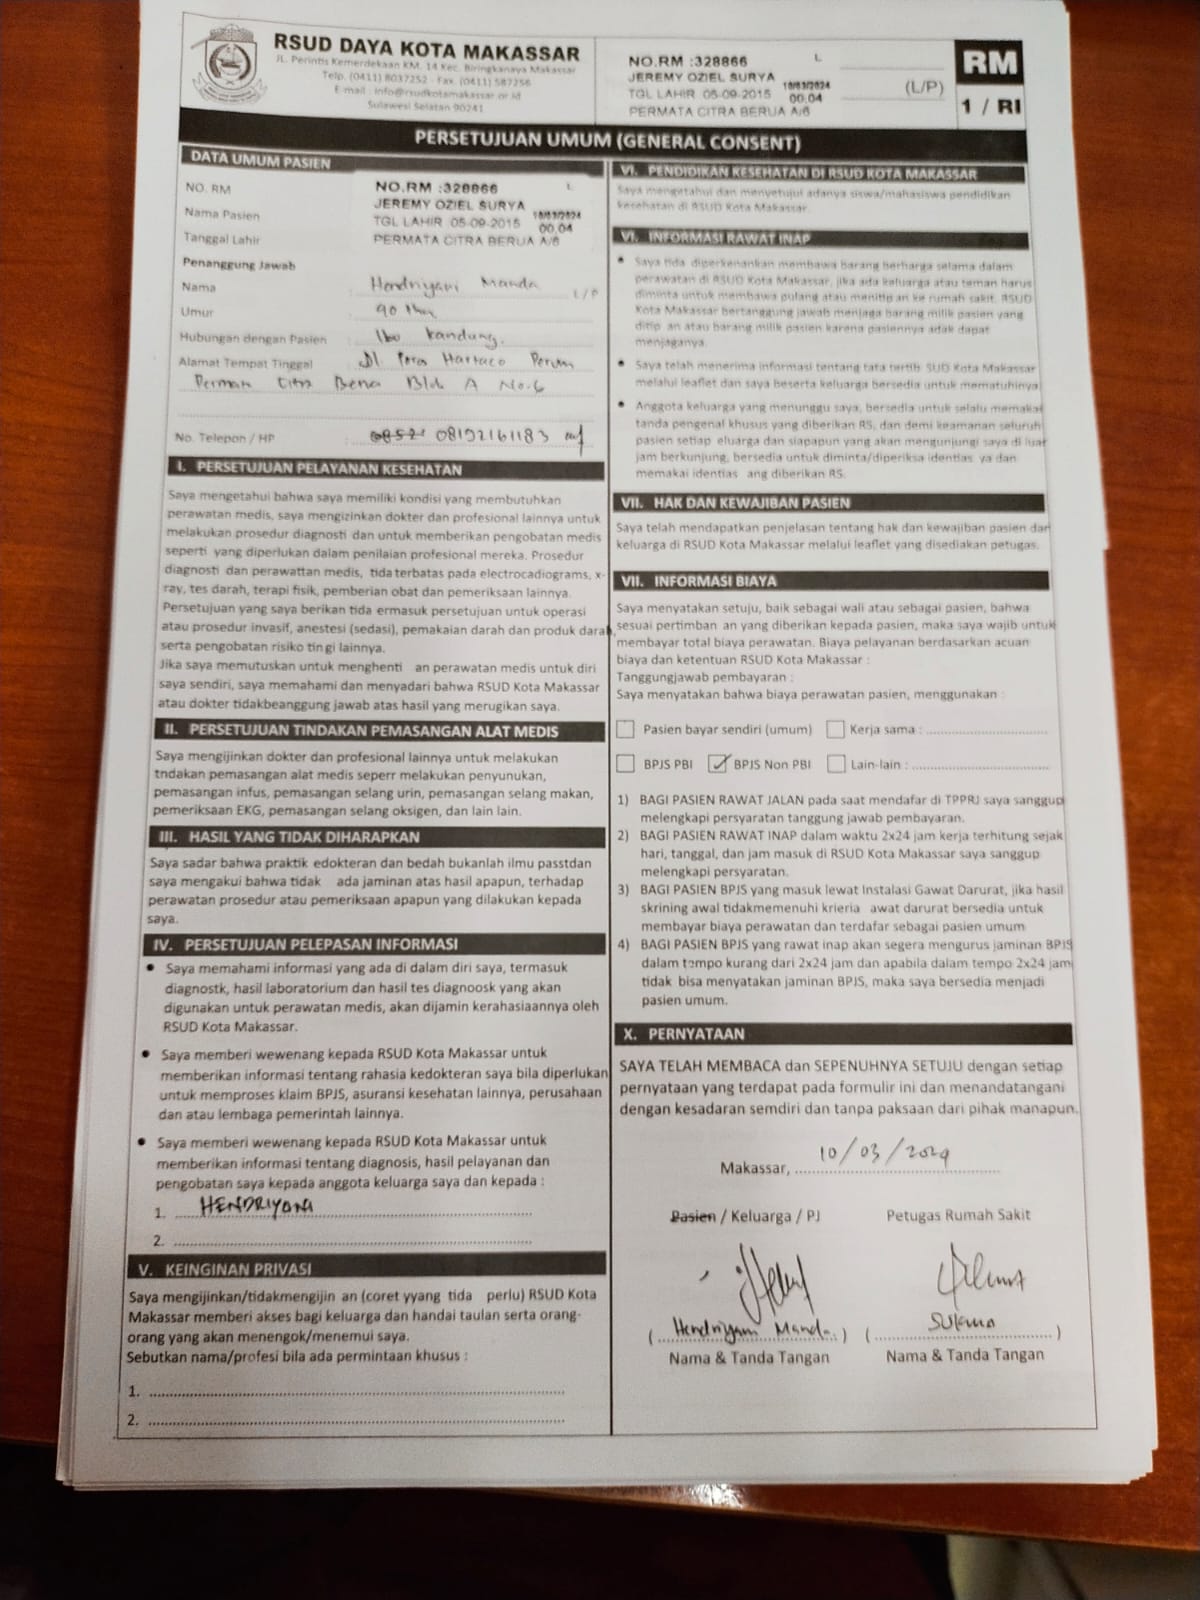 RSUD DAYA KOTA MAKASSAR
JL. Perintis Kemerdekaan KM. 14 Kec. Biringkanaya Makassar
Telp. (0411) 8037252 - Fax. (0411) 587256
E-mail : info@rsudkotamakassar.or.id
Sulawesi Selatan 90241
NO.RM :328866 L
JEREMY OZIEL SURYA
TGL LAHIR 05-09-2015 10/03/2024
00.04
PERMATA CITRA BERUA A/6
(L/P)
RM
1 / RI
PERSETUJUAN UMUM (GENERAL CONSENT)
DATA UMUM PASIEN
NO. RM
Nama Pasien
Tanggal Lahir
NO.RM :328866 L
JEREMY OZIEL SURYA
TGL LAHIR 05-09-2015 10/03/2024
00.04
PERMATA CITRA BERUA A/6
Penanggung Jawab
Nama : Hendriyani Manda L/P
Umur :
Hubungan dengan Pasien : Ibu Kandung.
Alamat Tempat Tinggal : Jl. Hartaco Perum
Citra No.6
No. Telepon / HP : 08192161183
I. PERSETUJUAN PELAYANAN KESEHATAN
Saya mengetahui bahwa saya memiliki kondisi yang membutuhkan
perawatan medis, saya mengizinkan dokter dan profesional lainnya untuk
melakukan prosedur diagnosti dan untuk memberikan pengobatan medis
seperti yang diperlukan dalam penilaian profesional mereka. Prosedur
diagnosti dan perawattan medis, tida terbatas pada electrocadiograms, x-
ray, tes darah, terapi fisik, pemberian obat dan pemeriksaan lainnya.
Persetujuan yang saya berikan tida ermasuk persetujuan untuk operasi
atau prosedur invasif, anestesi (sedasi), pemakaian darah dan produk darah,
serta pengobatan risiko tin gi lainnya.
Jika saya memutuskan untuk menghenti an perawatan medis untuk diri
saya sendiri, saya memahami dan menyadari bahwa RSUD Kota Makassar
atau dokter tidakbeanggung jawab atas hasil yang merugikan saya.
II. PERSETUJUAN TINDAKAN PEMASANGAN ALAT MEDIS
Saya mengijinkan dokter dan profesional lainnya untuk melakukan
tndakan pemasangan alat medis seperr melakukan penyunukan,
pemasangan infus, pemasangan selang urin, pemasangan selang makan,
pemeriksaan EKG, pemasangan selang oksigen, dan lain lain.
III. HASIL YANG TIDAK DIHARAPKAN
Saya sadar bahwa praktik edokteran dan bedah bukanlah ilmu passtdan
saya mengakui bahwa tidak ada jaminan atas hasil apapun, terhadap
perawatan prosedur atau pemeriksaan apapun yang dilakukan kepada
saya.
IV. PERSETUJUAN PELEPASAN INFORMASI
• Saya memahami informasi yang ada di dalam diri saya, termasuk
diagnostk, hasil laboratorium dan hasil tes diagnoosk yang akan
digunakan untuk perawatan medis, akan dijamin kerahasiaannya oleh
RSUD Kota Makassar.
• Saya memberi wewenang kepada RSUD Kota Makassar untuk
memberikan informasi tentang rahasia kedokteran saya bila diperlukan
untuk memproses klaim BPJS, asuransi kesehatan lainnya, perusahaan
dan atau lembaga pemerintah lainnya.
• Saya memberi wewenang kepada RSUD Kota Makassar untuk
memberikan informasi tentang diagnosis, hasil pelayanan dan
pengobatan saya kepada anggota keluarga saya dan kepada :
1. HENDRIYANI
2.
V. KEINGINAN PRIVASI
Saya mengijinkan/tidakmengijin an (coret yyang tida perlu) RSUD Kota
Makassar memberi akses bagi keluarga dan handai taulan serta orang-
orang yang akan menengok/menemui saya.
Sebutkan nama/profesi bila ada permintaan khusus :
1.
2.
VI. PENDIDIKAN KESEHATAN DI RSUD KOTA MAKASSAR
Saya mengetahui dan menyetujui adanya siswa/mahasiswa pendidikan
kesehatan di RSUD Kota Makassar.
VI. INFORMASI RAWAT INAP
• Saya tida diperkenankan membawa barang berharga selama dalam
perawatan di RSUD Kota Makassar, jika ada keluarga atau teman harus
diminta untuk membawa pulang atau menitip an ke rumah sakit. RSUD
Kota Makassar bertanggung jawab menjaga barang milik pasien yang
ditip an atau barang milik pasien karena pasiennya adak dapat
menjaganya.
• Saya telah menerima informasi tentang tata tertib SUD Kota Makassar
melalui leaflet dan saya beserta keluarga bersedia untuk mematuhinya
• Anggota keluarga yang menunggu saya, bersedia untuk selalu memakai
tanda pengenal khusus yang diberikan RS, dan demi keamanan seluruh
pasien setiap eluarga dan siapapun yang akan mengunjungi saya di luar
jam berkunjung, bersedia untuk diminta/diperiksa identias ya dan
memakai identias ang diberikan RS.
VII. HAK DAN KEWAJIBAN PASIEN
Saya telah mendapatkan penjelasan tentang hak dan kewajiban pasien dan
keluarga di RSUD Kota Makassar melalui leaflet yang disediakan petugas.
VII. INFORMASI BIAYA
Saya menyatakan setuju, baik sebagai wali atau sebagai pasien, bahwa
sesuai pertimban an yang diberikan kepada pasien, maka saya wajib untuk
membayar total biaya perawatan. Biaya pelayanan berdasarkan acuan
biaya dan ketentuan RSUD Kota Makassar :
Tanggungjawab pembayaran :
Saya menyatakan bahwa biaya perawatan pasien, menggunakan :
Pasien bayar sendiri (umum) Kerja sama :
BPJS PBI ✓ BPJS Non PBI Lain-lain :
1) BAGI PASIEN RAWAT JALAN pada saat mendafar di TPPRJ saya sanggup
melengkapi persyaratan tanggung jawab pembayaran.
2) BAGI PASIEN RAWAT INAP dalam waktu 2x24 jam kerja terhitung sejak
hari, tanggal, dan jam masuk di RSUD Kota Makassar saya sanggup
melengkapi persyaratan.
3) BAGI PASIEN BPJS yang masuk lewat Instalasi Gawat Darurat, jika hasil
skrining awal tidakmemenuhi krieria awat darurat bersedia untuk
membayar biaya perawatan dan terdafar sebagai pasien umum
4) BAGI PASIEN BPJS yang rawat inap akan segera mengurus jaminan BPJS
dalam tempo kurang dari 2x24 jam dan apabila dalam tempo 2x24 jam
tidak bisa menyatakan jaminan BPJS, maka saya bersedia menjadi
pasien umum.
X. PERNYATAAN
SAYA TELAH MEMBACA dan SEPENUHNYA SETUJU dengan setiap
pernyataan yang terdapat pada formulir ini dan menandatangani
dengan kesadaran semdiri dan tanpa paksaan dari pihak manapun.
Makassar, 10/03/2024
Pasien / Keluarga / PJ Petugas Rumah Sakit
(Hendriyani Manda) (Sukma)
Nama & Tanda Tangan Nama & Tanda Tangan